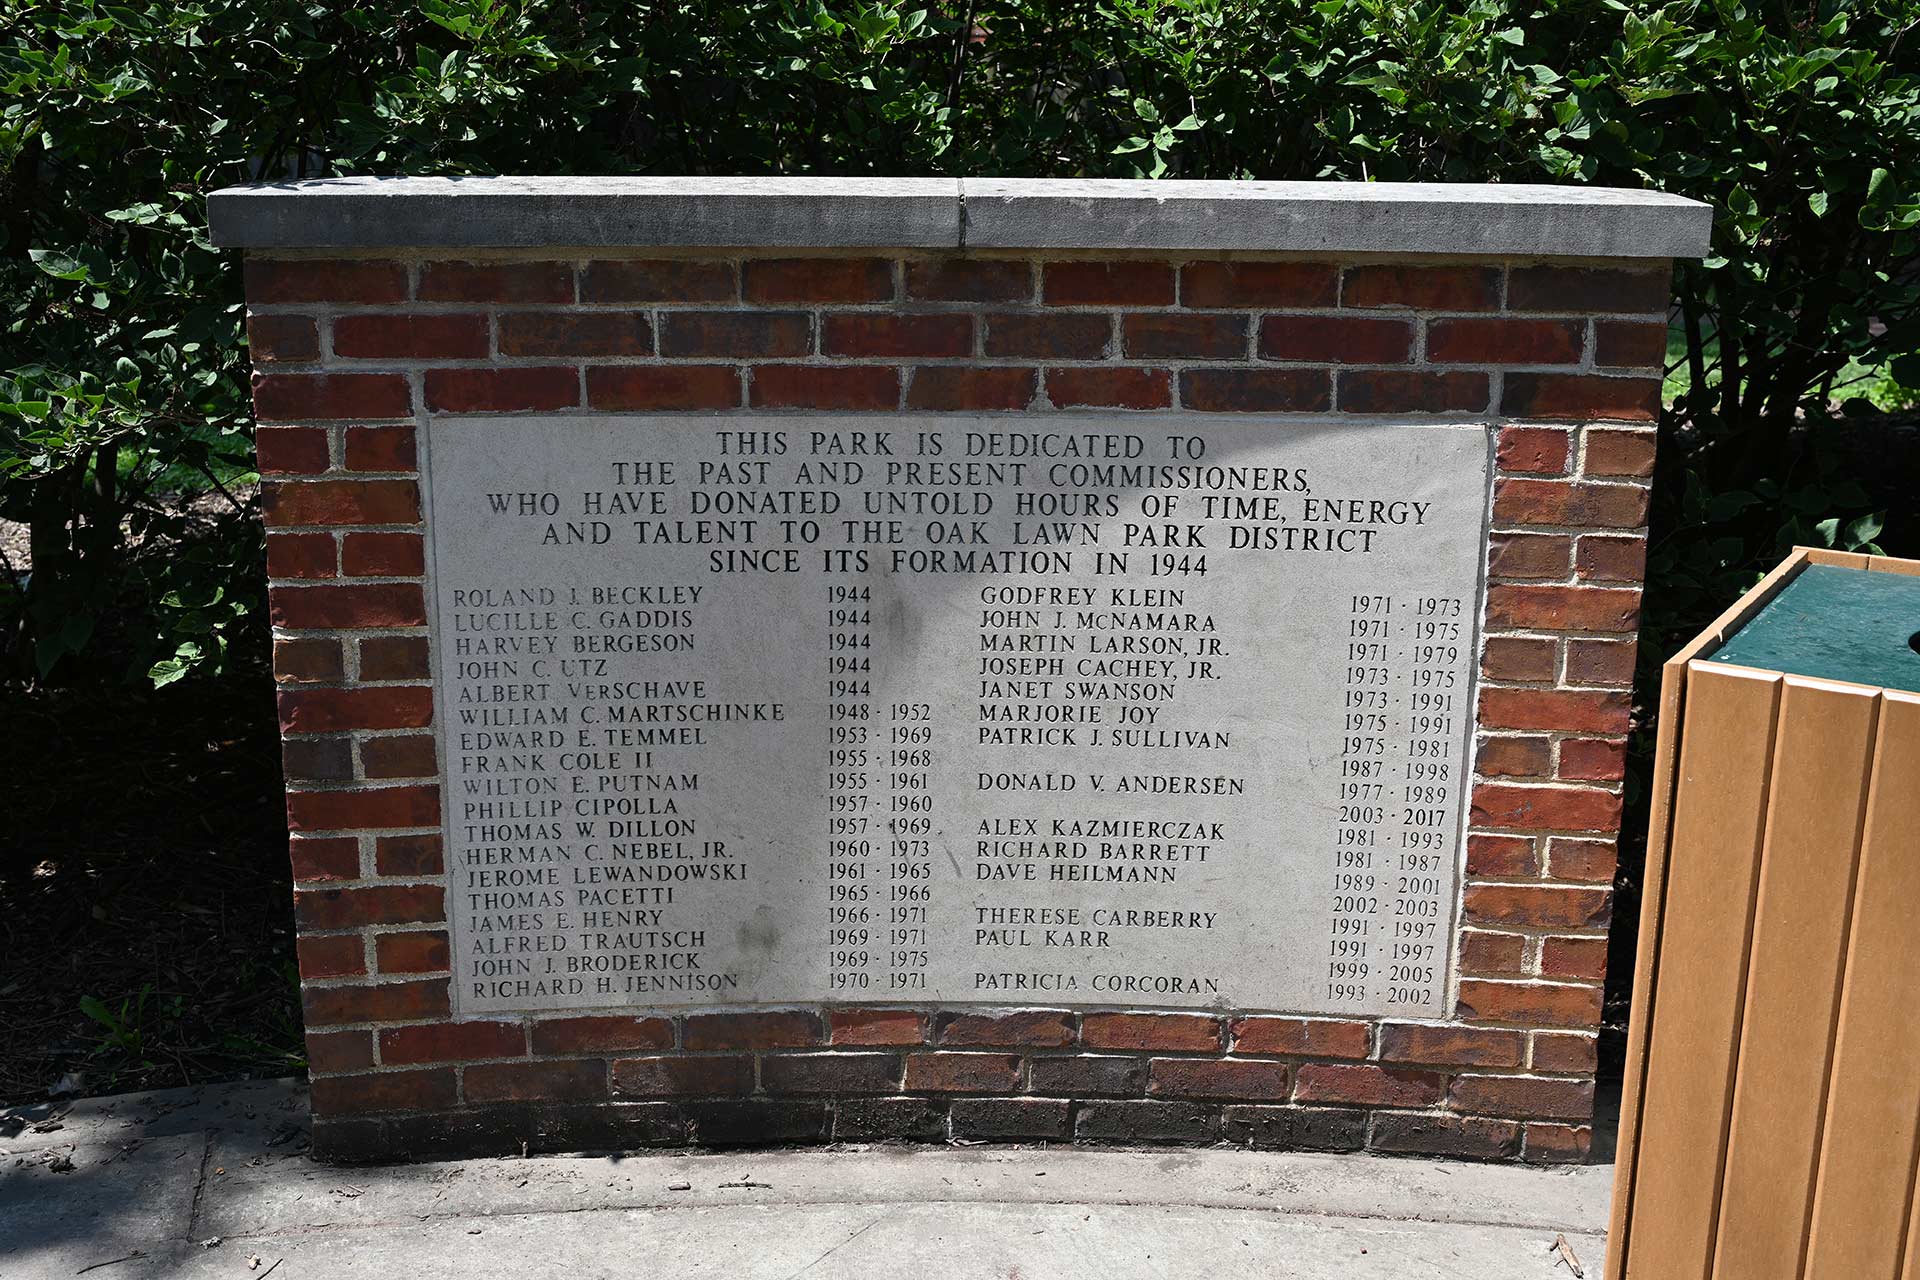 THIS PARK IS DEDICATED TO
THE PAST AND PRESENT COMMISSIONERS,
WHO HAVE DONATED UNTOLD HOURS OF TIME, ENERGY
AND TALENT TO THE OAK LAWN PARK DISTRICT
SINCE ITS FORMATION IN 1944
ROLAND J. BECKLEY 1944
LUCILLE C. GADDIS 1944
HARVEY BERGESON 1944
JOHN C. UTZ 1944
ALBERT VERSCHAVE 1944
WILLIAM C. MARTSCHINKE 1948 · 1952
EDWARD E. TEMMEL 1953 · 1969
FRANK COLE II 1955 · 1968
WILTON E. PUTNAM 1955 · 1961
PHILLIP CIPOLLA 1957 · 1960
THOMAS W. DILLON 1957 · 1969
HERMAN C. NEBEL, JR. 1960 · 1973
JEROME LEWANDOWSKI 1961 · 1965
THOMAS PACETTI 1965 · 1966
JAMES E. HENRY 1966 · 1971
ALFRED TRAUTSCH 1969 · 1971
JOHN J. BRODERICK 1969 · 1975
RICHARD H. JENNISON 1970 · 1971
GODFREY KLEIN 1971 · 1973
JOHN J. MCNAMARA 1971 · 1975
MARTIN LARSON, JR. 1971 · 1979
JOSEPH CACHEY, JR. 1973 · 1975
JANET SWANSON 1973 · 1991
MARJORIE JOY 1975 · 1991
PATRICK J. SULLIVAN 1975 · 1981
1987 · 1998
DONALD V. ANDERSEN 1977 · 1989
2003 · 2017
ALEX KAZMIERCZAK 1981 · 1993
RICHARD BARRETT 1981 · 1987
DAVE HEILMANN 1989 · 2001
2002 · 2003
THERESE CARBERRY 1991 · 1997
PAUL KARR 1991 · 1997
1999 · 2005
PATRICIA CORCORAN 1993 · 2002